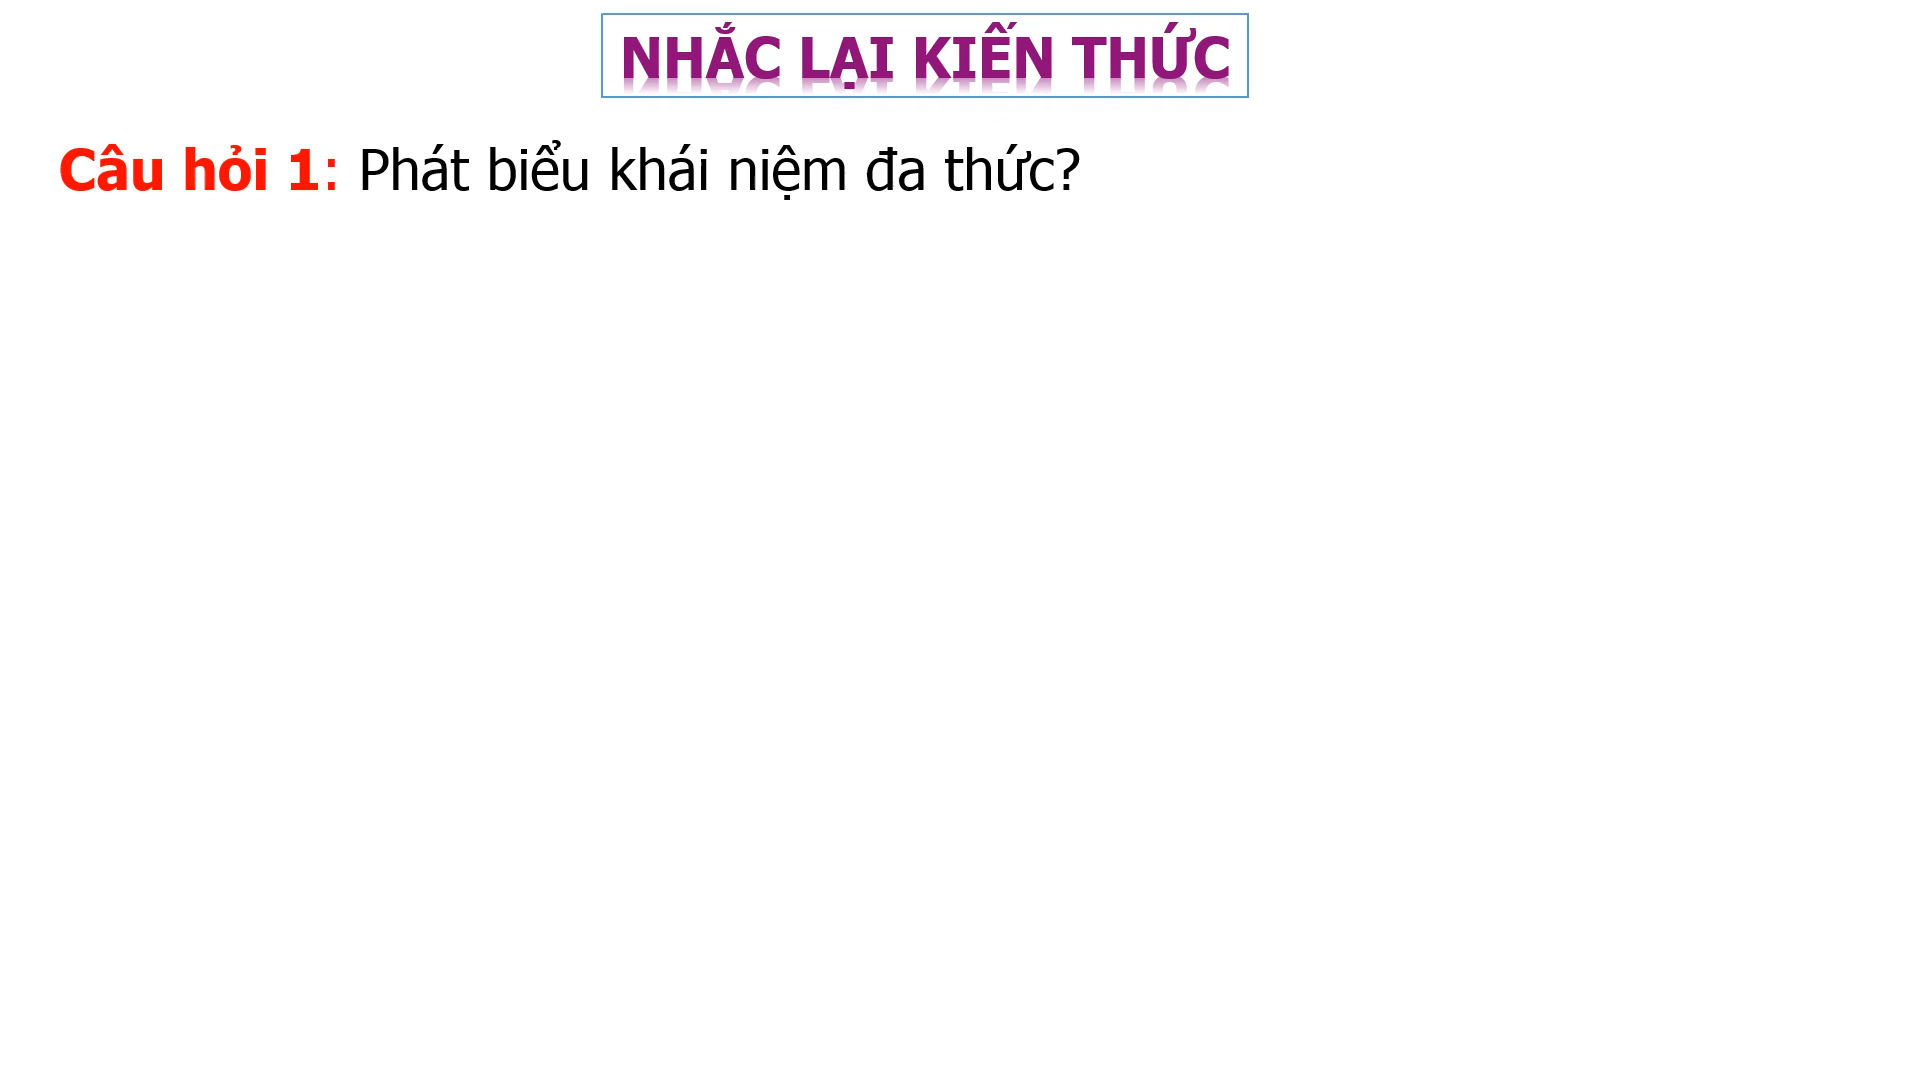 NHẮC LẠI KIẾN THỨC
Câu hỏi 1: Phát biểu khái niệm đa thức?